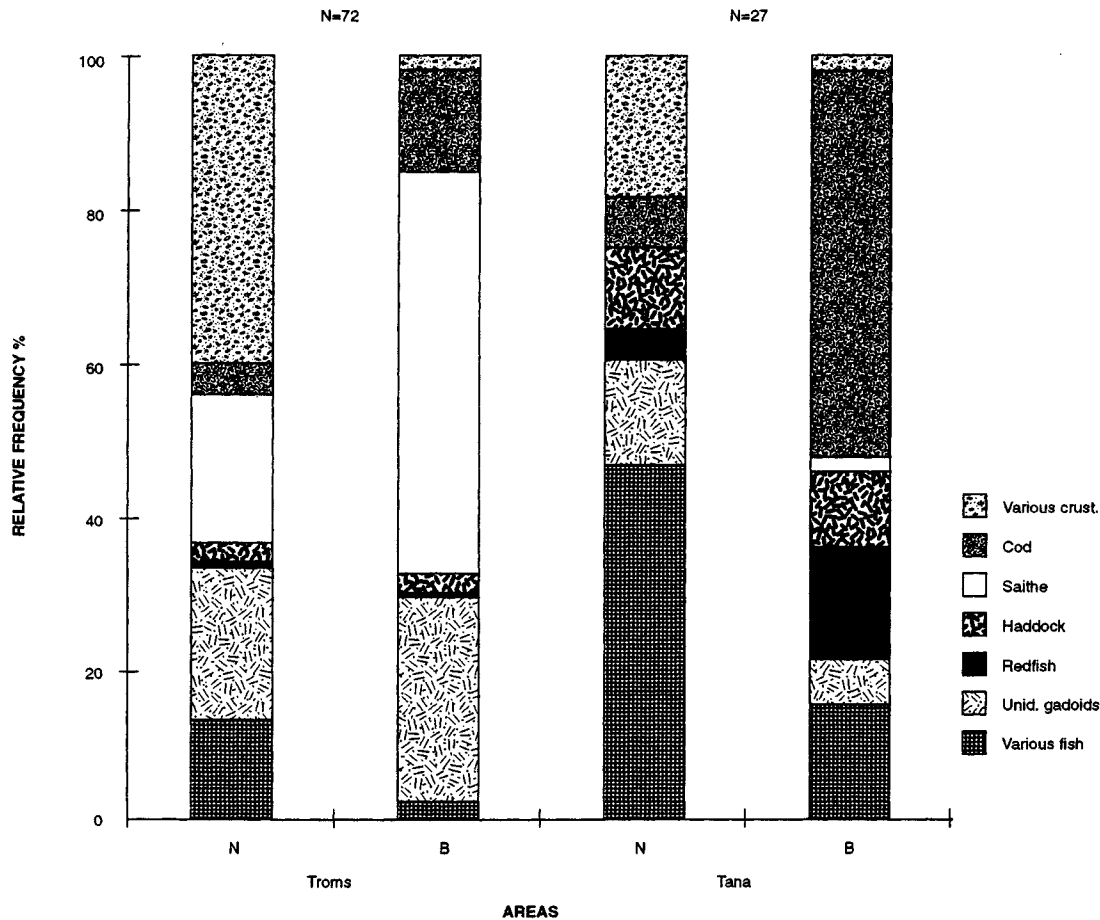 N=72 N=27
100
80
60
40
20
0
RELATIVE FREQUENCY %
Various crust.
Cod
Saithe
Haddock
Redfish
Unid. gadoids
Various fish
N B N B
Troms Tana
AREAS